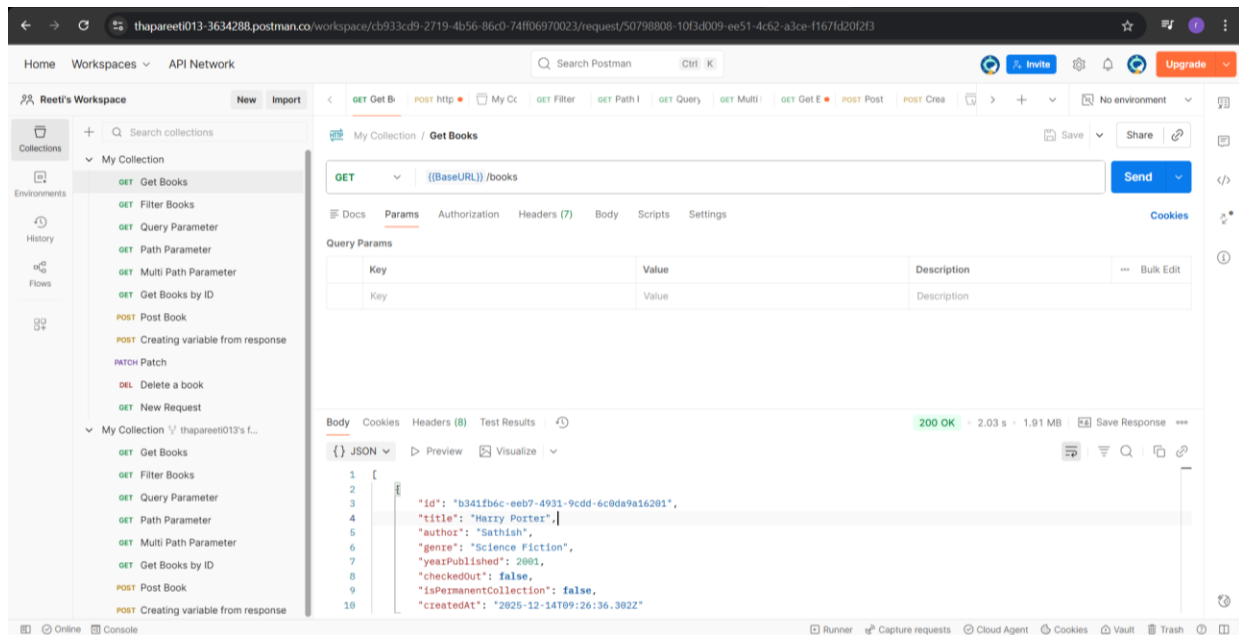 thapareeti013-3634288.postman.co/workspace/cb933cd9-2719-4b56-86c0-74ff06970023/request/50798808-10f3d009-ee51-4c62-a3ce-f167fd20f2f3
r
Home Workspaces API Network
Search Postman Ctrl K
Invite
Upgrade
Reeti's Workspace New Import
GET Get B POST http My Cc GET Filter GET Path I GET Query GET Multi GET Get E POST Post POST Crea
No environment
Collections
Environments
History
Flows
Search collections
My Collection
GET Get Books
GET Filter Books
GET Query Parameter
GET Path Parameter
GET Multi Path Parameter
GET Get Books by ID
POST Post Book
POST Creating variable from response
PATCH Patch
DEL Delete a book
GET New Request
My Collection thapareeti013's f...
GET Get Books
GET Filter Books
GET Query Parameter
GET Path Parameter
GET Multi Path Parameter
GET Get Books by ID
POST Post Book
POST Creating variable from response
HTTP My Collection / Get Books
Save Share
GET {{BaseURL}} /books
Send
Docs Params Authorization Headers (7) Body Scripts Settings
Cookies
Query Params
Key Value Description ••• Bulk Edit
Key Value Description
Body Cookies Headers (8) Test Results
200 OK • 2.03 s • 1.91 MB Save Response •••
{} JSON Preview Visualize
1 [
2 {
3 "id": "b341fb6c-eeb7-4931-9cdd-6c0da9a16201",
4 "title": "Harry Porter",
5 "author": "Sathish",
6 "genre": "Science Fiction",
7 "yearPublished": 2001,
8 "checkedOut": false,
9 "isPermanentCollection": false,
10 "createdAt": "2025-12-14T09:26:36.302Z"
Online Console
Runner Capture requests Cloud Agent Cookies Vault Trash